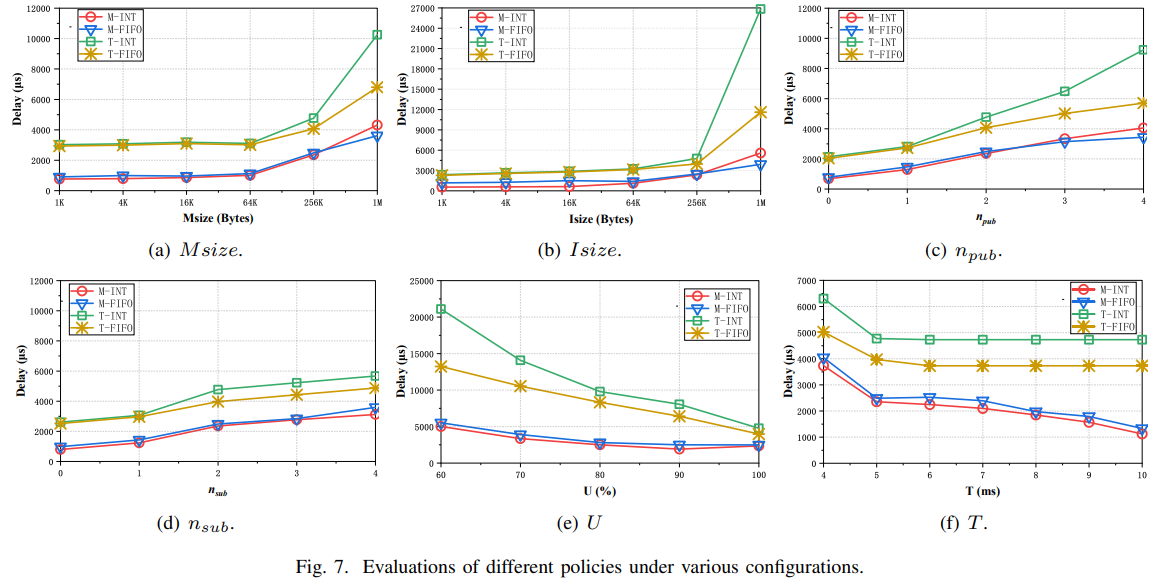 12000
10000
8000
6000
4000
2000
0
Delay (µs)
M-INT
M-FIFO
T-INT
T-FIFO
1K 4K 16K 64K 256K 1M
Msize (Bytes)
(a) Msize.
27000
24000
21000
18000
15000
12000
9000
6000
3000
0
Delay (µs)
M-INT
M-FIFO
T-INT
T-FIFO
1K 4K 16K 64K 256K 1M
Isize (Bytes)
(b) Isize.
12000
10000
8000
6000
4000
2000
0
Delay (µs)
M-INT
M-FIFO
T-INT
T-FIFO
0 1 2 3 4
n_pub
(c) n_pub.
12000
10000
8000
6000
4000
2000
0
Delay (µs)
M-INT
M-FIFO
T-INT
T-FIFO
0 1 2 3 4
n_sub
(d) n_sub.
25000
20000
15000
10000
5000
0
Delay (µs)
M-INT
M-FIFO
T-INT
T-FIFO
60 70 80 90 100
U (%)
(e) U
7000
6000
5000
4000
3000
2000
1000
0
Delay (µs)
M-INT
M-FIFO
T-INT
T-FIFO
4 5 6 7 8 9 10
T (ms)
(f) T.
Fig. 7. Evaluations of different policies under various configurations.